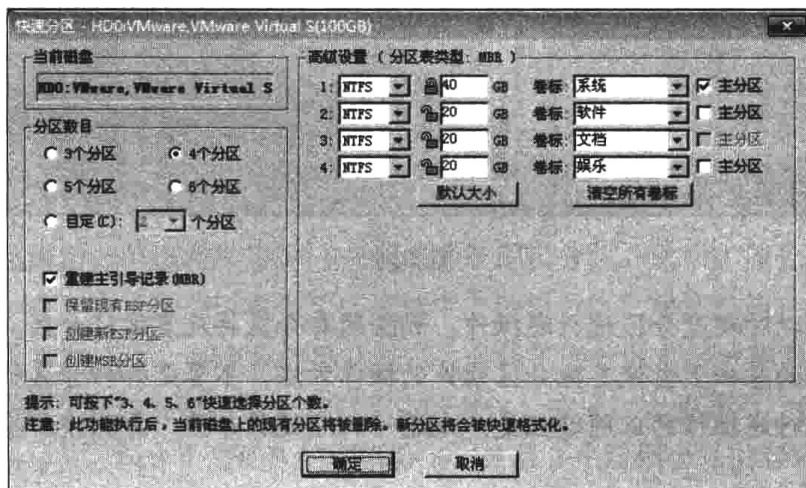 快速分区 - HD0:VMware,VMware Virtual S(100GB)
当前磁盘
HD0:VMware,VMware Virtual S
分区数目
3个分区 4个分区
5个分区 6个分区
自定(C): 2 个分区
重建主引导记录(MBR)
保留现有ESP分区
创建新ESP分区
创建MSR分区
高级设置 ( 分区表类型: MBR )
1: NTFS 40 GB 卷标: 系统 主分区
2: NTFS 20 GB 卷标: 软件 主分区
3: NTFS 20 GB 卷标: 文档 主分区
4: NTFS 20 GB 卷标: 娱乐 主分区
默认大小 清空所有卷标
提示: 可按下"3、4、5、6"快速选择分区个数。
注意: 此功能执行后，当前磁盘上的现有分区将被删除。新分区将会被快速格式化。
确定 取消